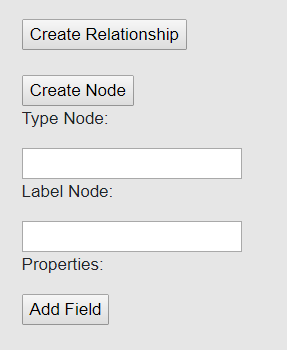 Create Relationship
Create Node
Type Node:
Label Node:
Properties:
Add Field